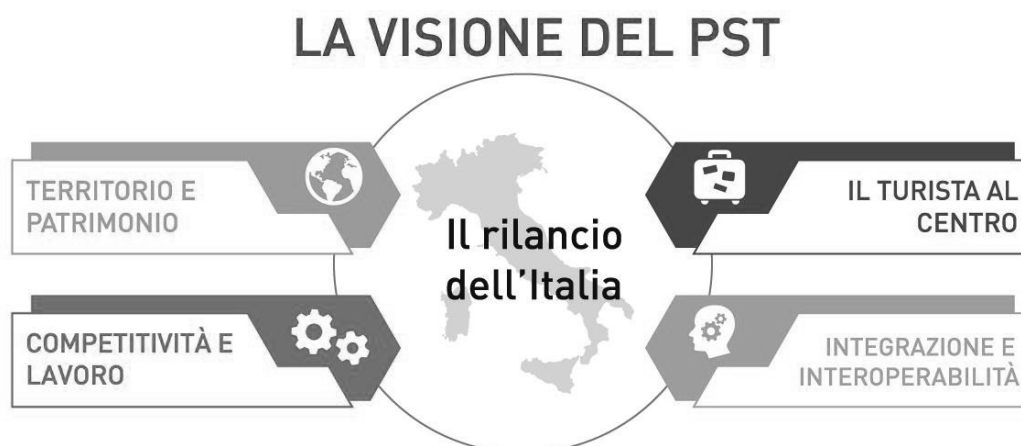 LA VISIONE DEL PST
TERRITORIO E
PATRIMONIO
IL TURISTA AL
CENTRO
Il rilancio
dell'Italia
COMPETITIVITÀ E
LAVORO
INTEGRAZIONE E
INTEROPERABILITÀ